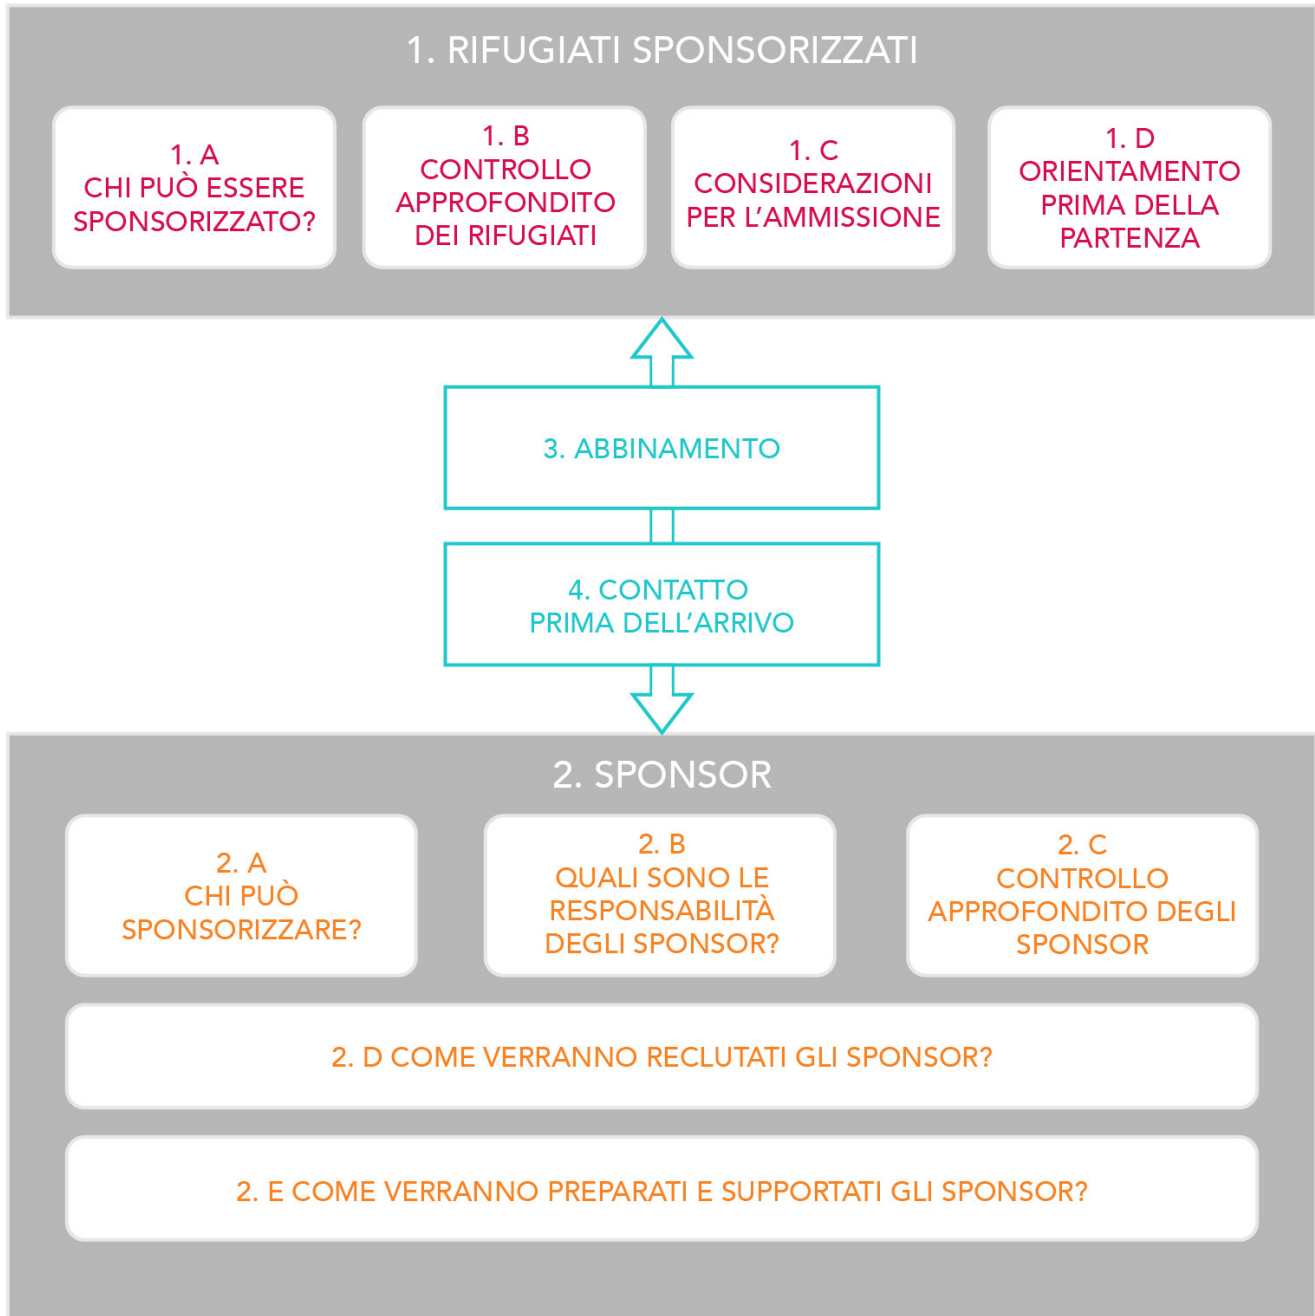 1. RIFUGIATI SPONSORIZZATI
1. A
CHI PUÒ ESSERE
SPONSORIZZATO?
1. B
CONTROLLO
APPROFONDITO
DEI RIFUGIATI
1. C
CONSIDERAZIONI
PER L’AMMISSIONE
1. D
ORIENTAMENTO
PRIMA DELLA
PARTENZA
3. ABBINAMENTO
4. CONTATTO
PRIMA DELL’ARRIVO
2. SPONSOR
2. A
CHI PUÒ
SPONSORIZZARE?
2. B
QUALI SONO LE
RESPONSABILITÀ
DEGLI SPONSOR?
2. C
CONTROLLO
APPROFONDITO DEGLI
SPONSOR
2. D COME VERRANNO RECLUTATI GLI SPONSOR?
2. E COME VERRANNO PREPARATI E SUPPORTATI GLI SPONSOR?